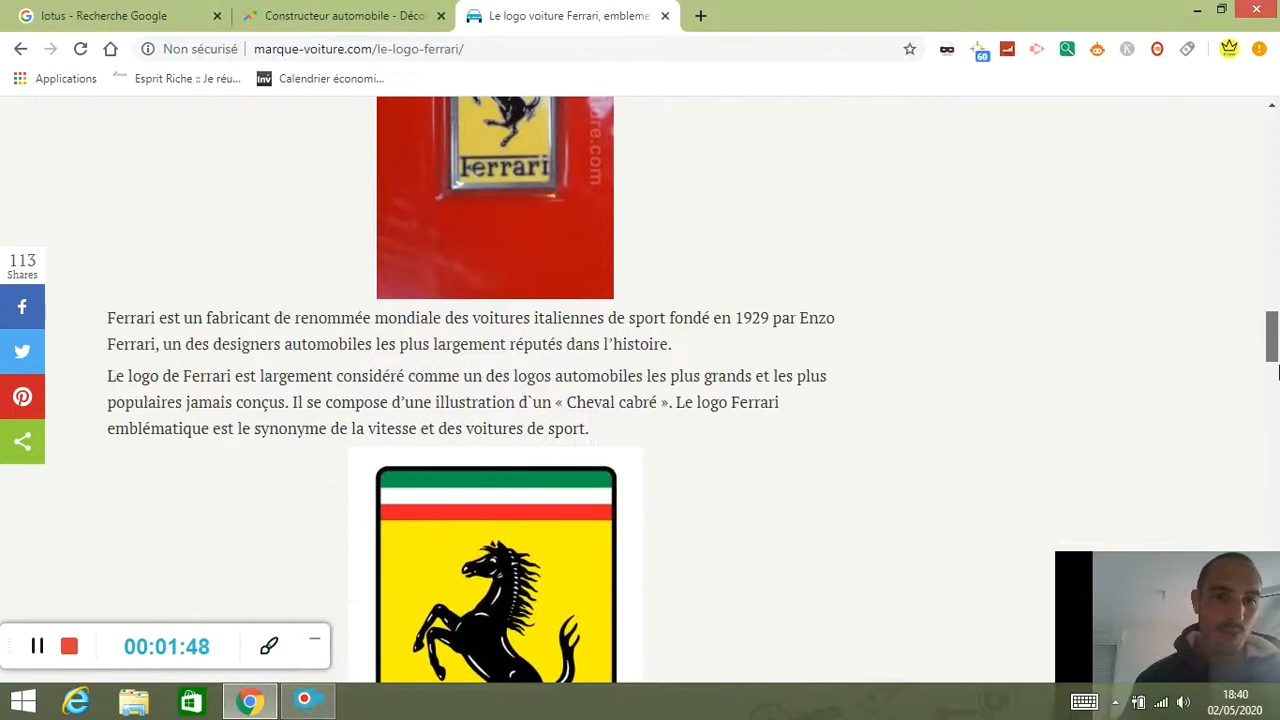 lotus - Recherche Google
Constructeur automobile - Décou
Le logo voiture Ferrari, embleme
Non sécurisé
marque-voiture.com/le-logo-ferrari/
60
K
Applications
Esprit Riche :: Je réu...
Inv
Calendrier économi...
Ferrari
re.com
113
Shares
Ferrari est un fabricant de renommée mondiale des voitures italiennes de sport fondé en 1929 par Enzo
Ferrari, un des designers automobiles les plus largement réputés dans l'histoire.
Le logo de Ferrari est largement considéré comme un des logos automobiles les plus grands et les plus
populaires jamais conçus. Il se compose d'une illustration d`un « Cheval cabré ». Le logo Ferrari
emblématique est le synonyme de la vitesse et des voitures de sport.
00:01:48
18:40
02/05/2020